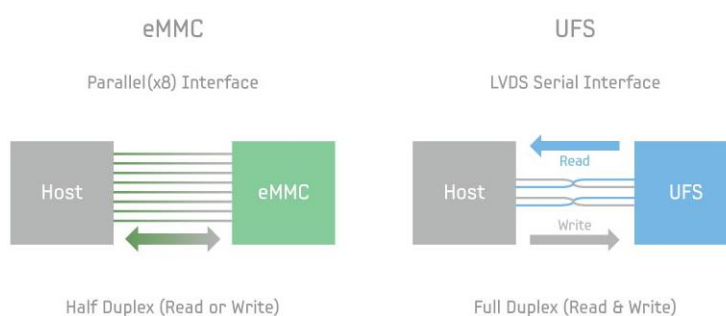 eMMC
Parallel(x8) Interface
Host
eMMC
Half Duplex (Read or Write)
UFS
LVDS Serial Interface
Read
Host
UFS
Write
Full Duplex (Read & Write)